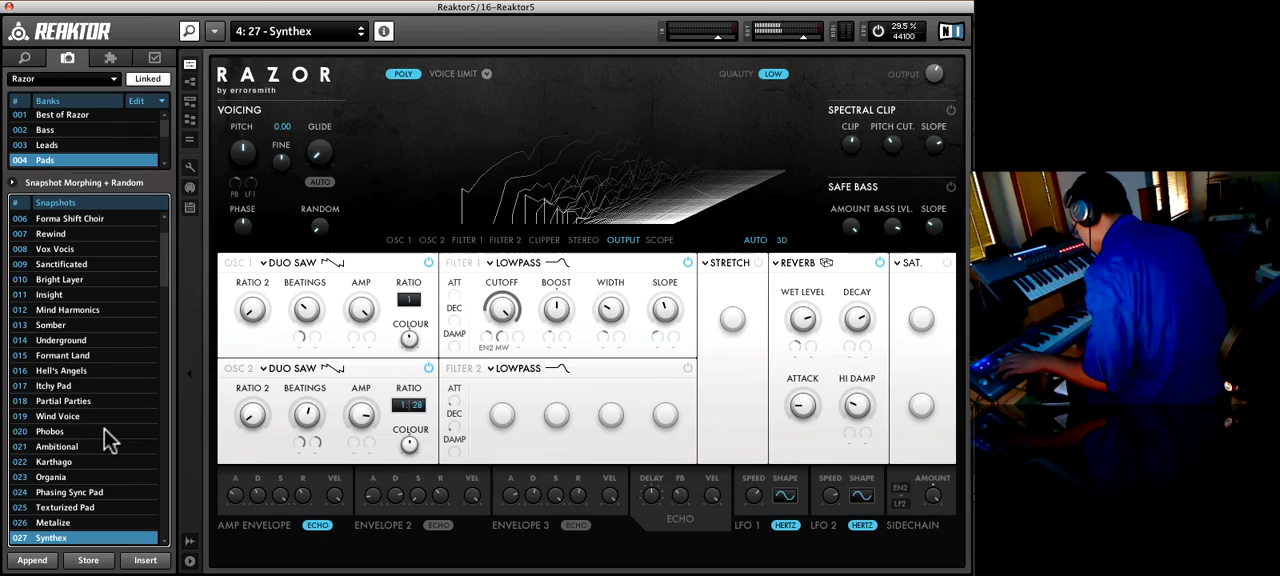 Reaktor5/16-Reaktor5
REAKTOR
4: 27 - Synthex
29.5 %
44100
Razor
Linked
# Banks Edit
001 Best of Razor
002 Bass
003 Leads
004 Pads
Snapshot Morphing + Random
# Snapshots
006 Forma Shift Choir
007 Rewind
008 Vox Vocis
009 Sanctificated
010 Bright Layer
011 Insight
012 Mind Harmonics
013 Somber
014 Underground
015 Formant Land
016 Hell's Angels
017 Itchy Pad
018 Partial Parties
019 Wind Voice
020 Phobos
021 Ambitional
022 Karthago
023 Organia
024 Phasing Sync Pad
025 Texturized Pad
026 Metalize
027 Synthex
Append Store Insert
RAZOR
by errorsmith
POLY VOICE LIMIT
QUALITY LOW
OUTPUT
VOICING
PITCH 0.00 GLIDE
FINE
AUTO
PB LF1
PHASE RANDOM
SPECTRAL CLIP
CLIP PITCH CUT. SLOPE
SAFE BASS
AMOUNT BASS LVL. SLOPE
OSC 1 OSC 2 FILTER 1 FILTER 2 CLIPPER STEREO OUTPUT SCOPE AUTO 3D
OSC 1 DUO SAW
RATIO 2 BEATINGS AMP RATIO
1
COLOUR
FILTER 1 LOWPASS
ATT CUTOFF BOOST WIDTH SLOPE
DEC
DAMP
EN2 MW
STRETCH
REVERB
WET LEVEL DECAY
ATTACK HI DAMP
SAT.
OSC 2 DUO SAW
RATIO 2 BEATINGS AMP RATIO
1. 28
COLOUR
FILTER 2 LOWPASS
ATT
DEC
DAMP
A D S R VEL
AMP ENVELOPE ECHO
A D S R VEL
ENVELOPE 2 ECHO
A D S R VEL
ENVELOPE 3 ECHO
DELAY FB VEL
ECHO
SPEED SHAPE
LFO 1 HERTZ
SPEED SHAPE
LFO 2 HERTZ
EN2 AMOUNT
LP2
SIDECHAIN